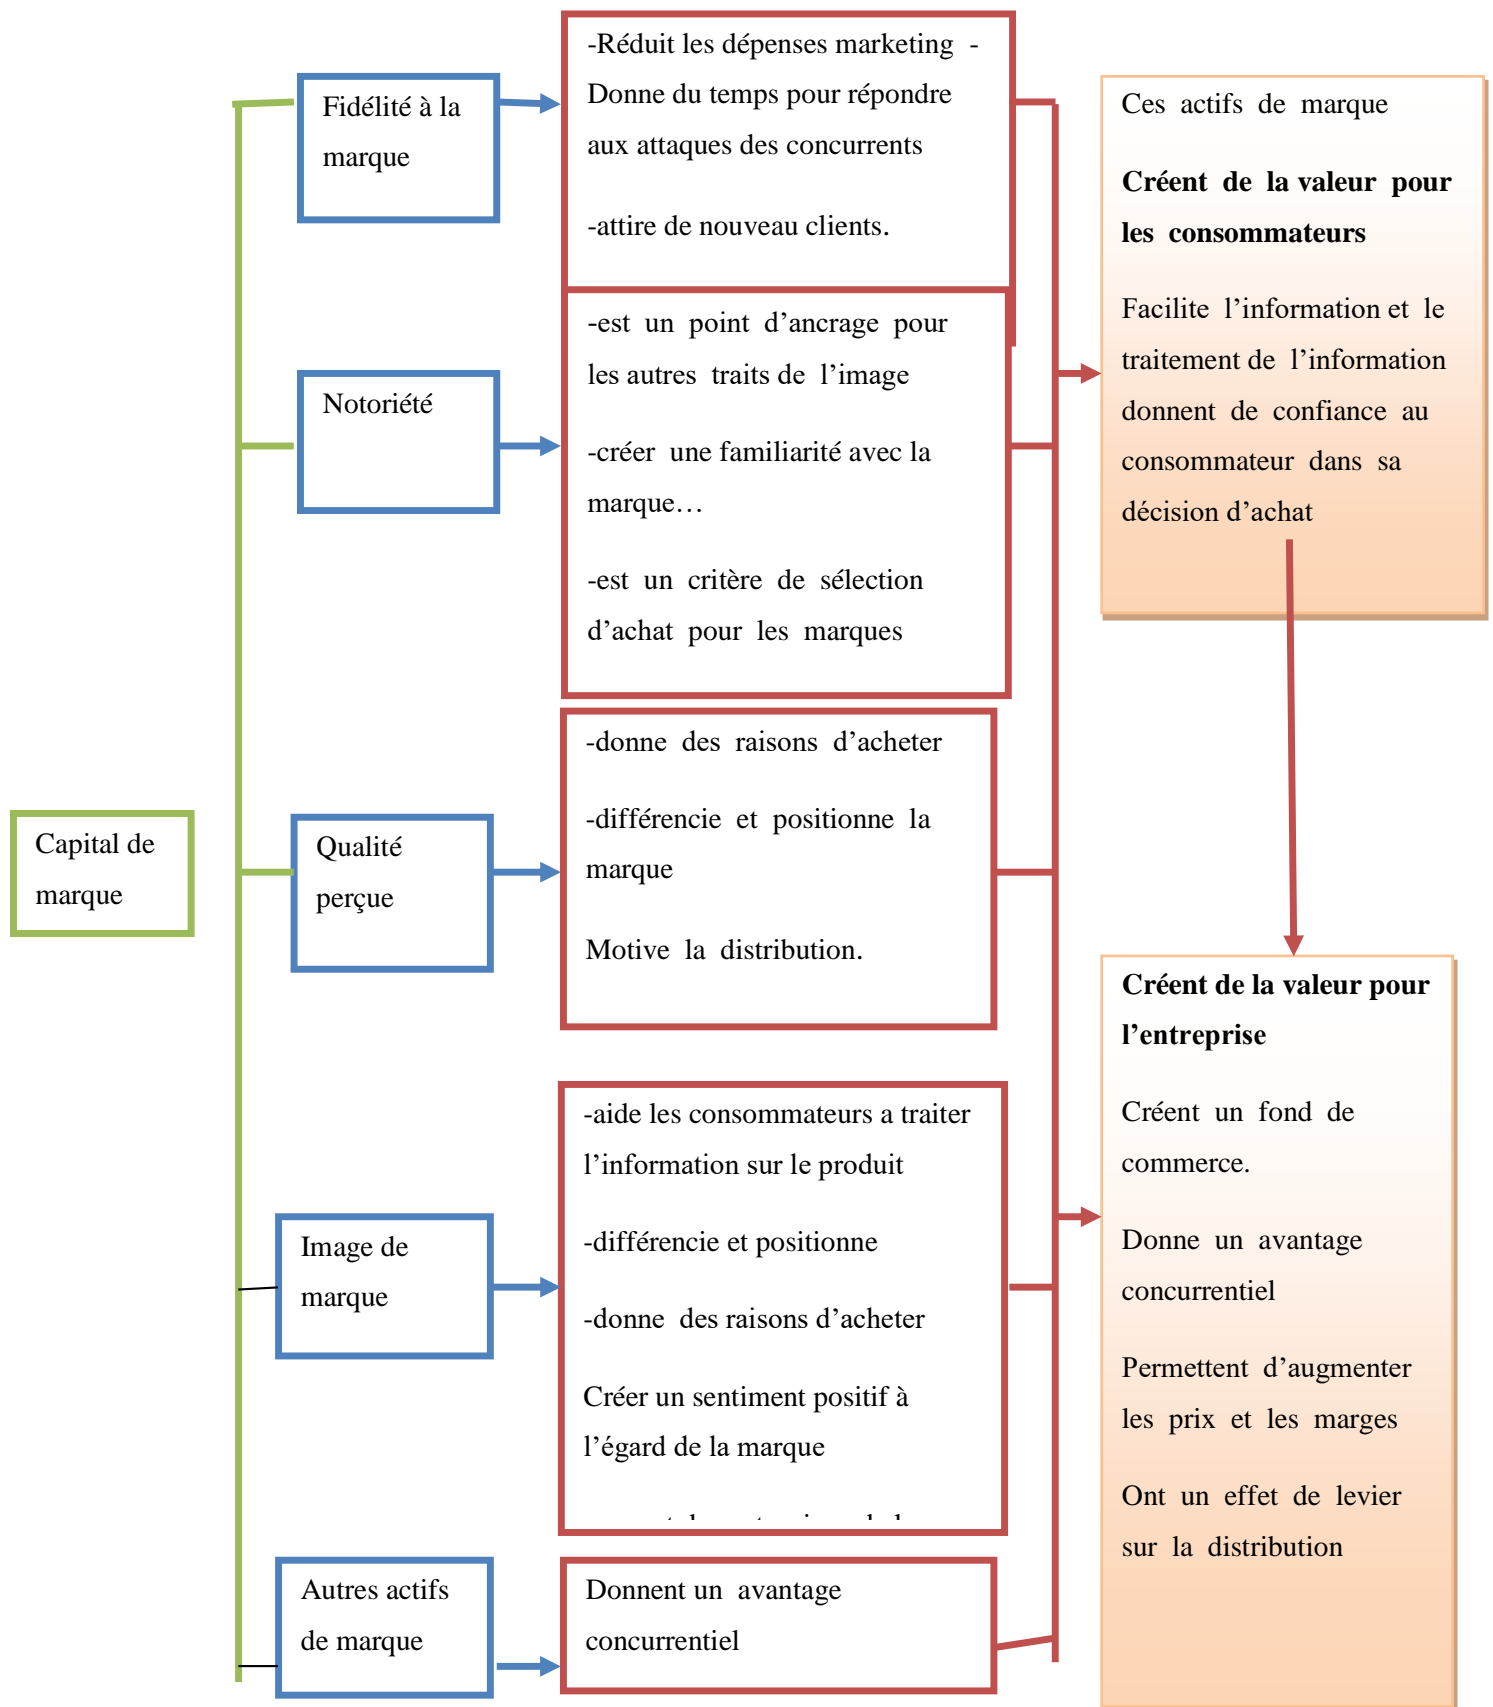 Capital de
marque
Fidélité à la
marque
-Réduit les dépenses marketing -
Donne du temps pour répondre
aux attaques des concurrents
-attire de nouveau clients.
Notoriété
-est un point d’ancrage pour
les autres traits de l’image
-créer une familiarité avec la
marque…
-est un critère de sélection
d’achat pour les marques
Qualité
perçue
-donne des raisons d’acheter
-différencie et positionne la
marque
Motive la distribution.
Image de
marque
-aide les consommateurs a traiter
l’information sur le produit
-différencie et positionne
-donne des raisons d’acheter
Créer un sentiment positif à
l’égard de la marque
Autres actifs
de marque
Donnent un avantage
concurrentiel
Ces actifs de marque
Créent de la valeur pour
les consommateurs
Facilite l’information et le
traitement de l’information
donnent de confiance au
consommateur dans sa
décision d’achat
Créent de la valeur pour
l’entreprise
Créent un fond de
commerce.
Donne un avantage
concurrentiel
Permettent d’augmenter
les prix et les marges
Ont un effet de levier
sur la distribution